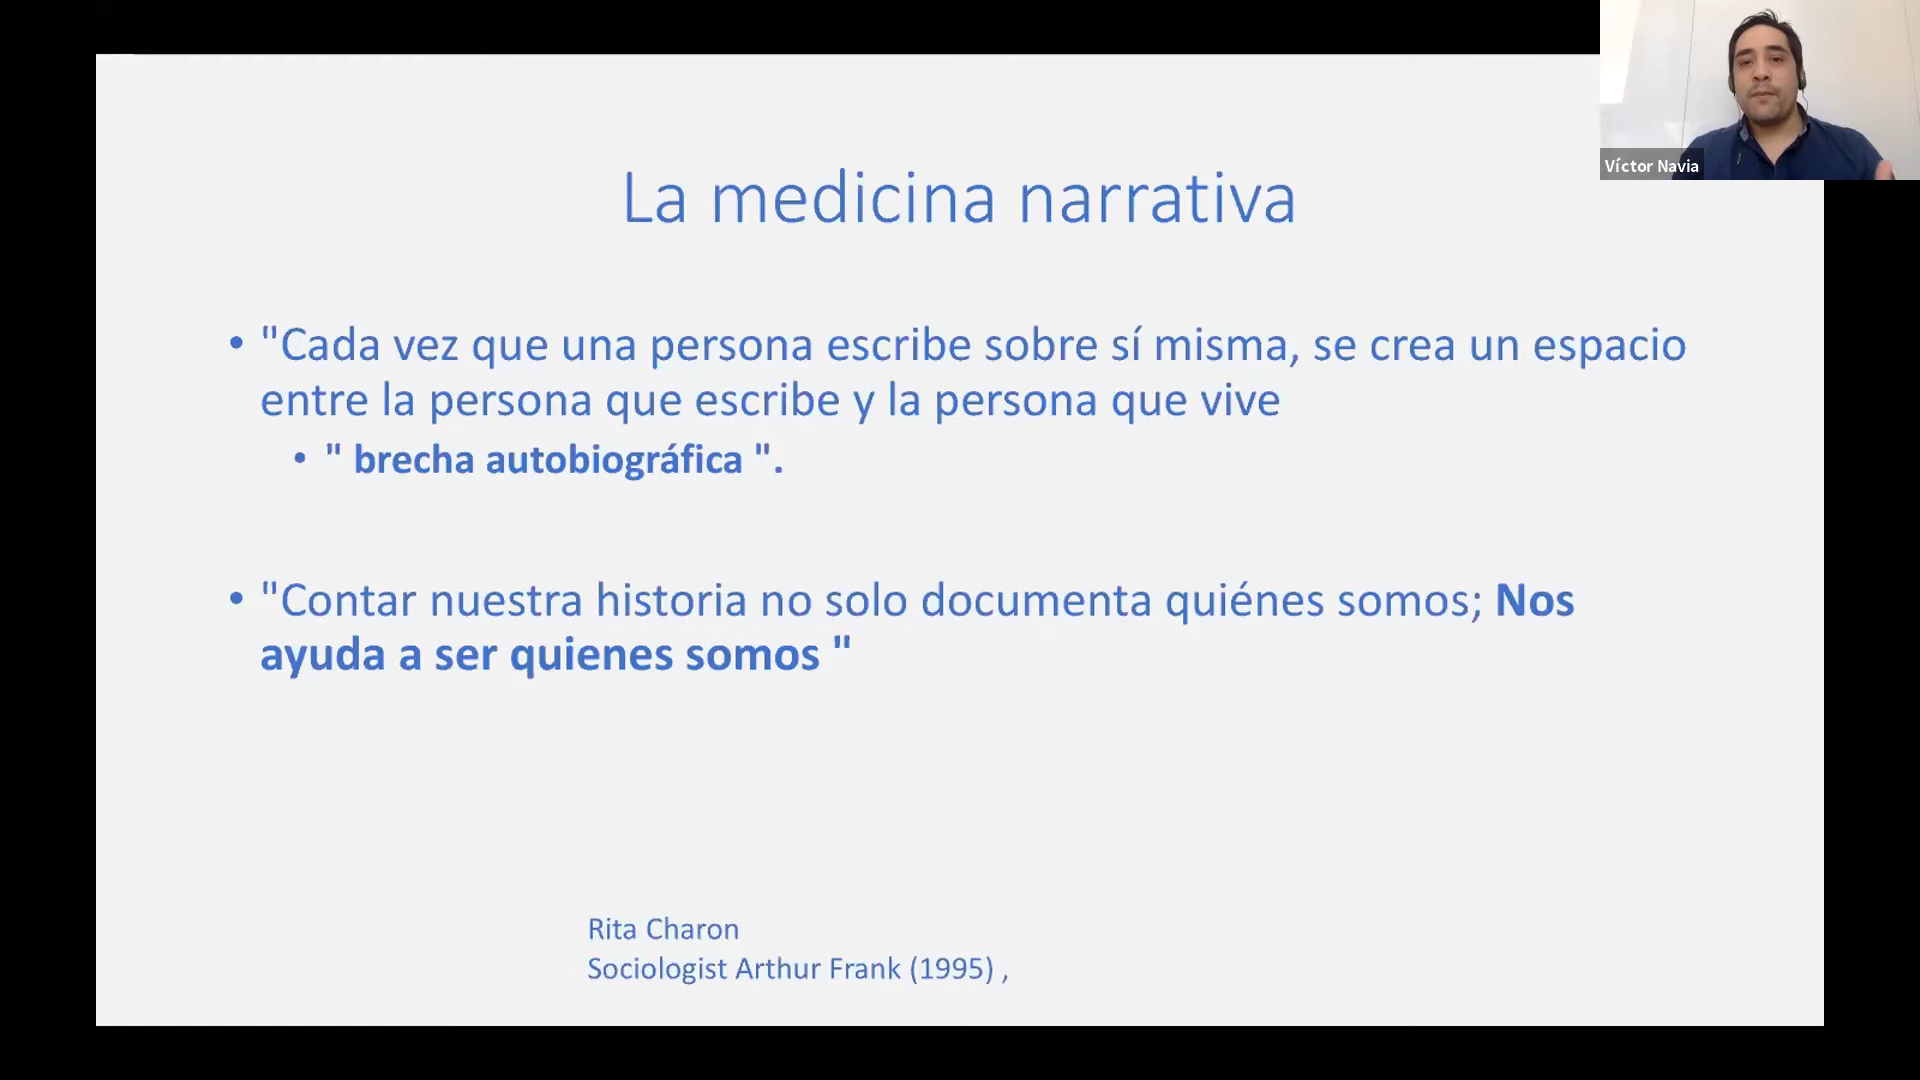 Víctor Navia
La medicina narrativa
• "Cada vez que una persona escribe sobre sí misma, se crea un espacio
entre la persona que escribe y la persona que vive
• " brecha autobiográfica ".
• "Contar nuestra historia no solo documenta quiénes somos; Nos
ayuda a ser quienes somos "
Rita Charon
Sociologist Arthur Frank (1995) ,